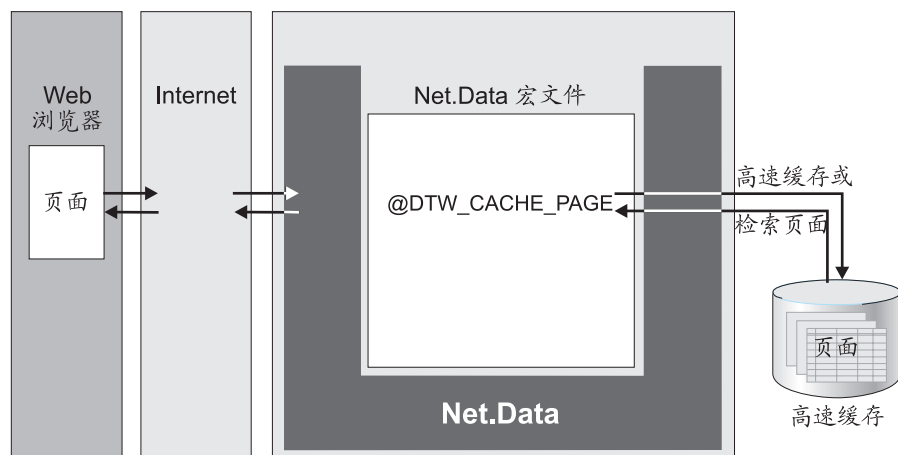 Web
浏览器
页面
Internet
Net.Data 宏文件
@DTW_CACHE_PAGE
Net.Data
高速缓存或
检索页面
页面
高速缓存